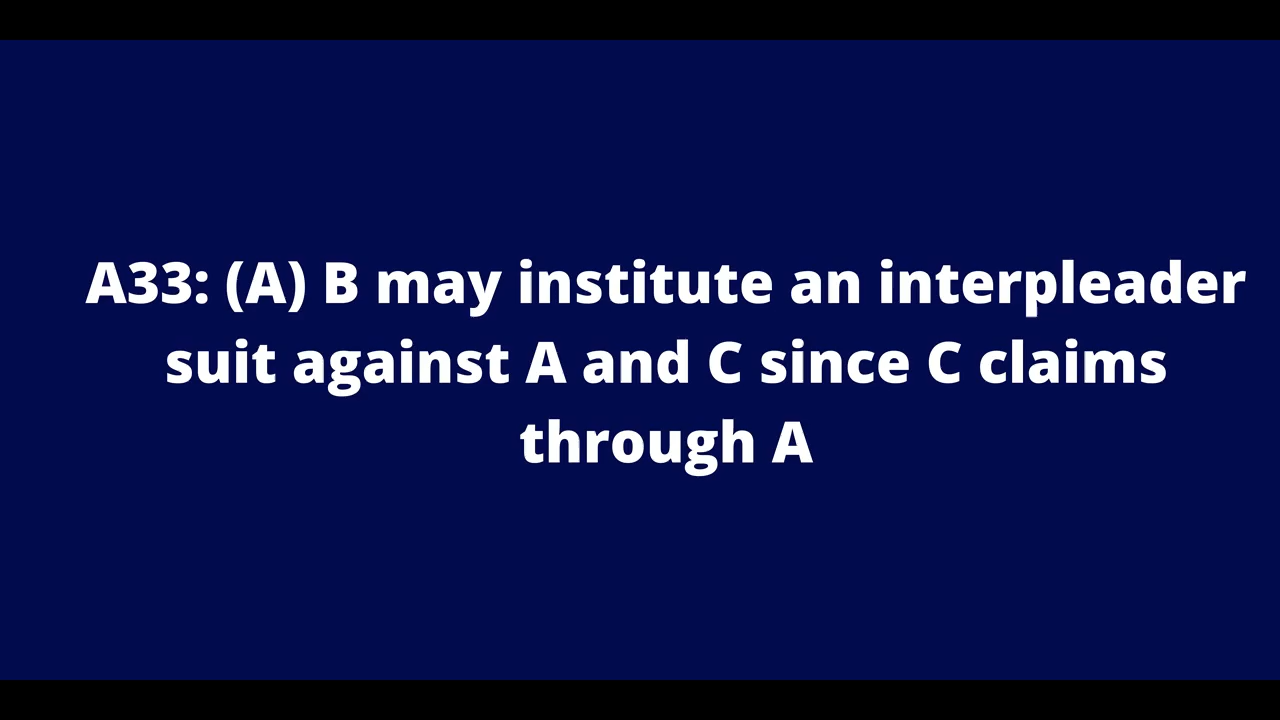 A33: (A) B may institute an interpleader
suit against A and C since C claims
through A